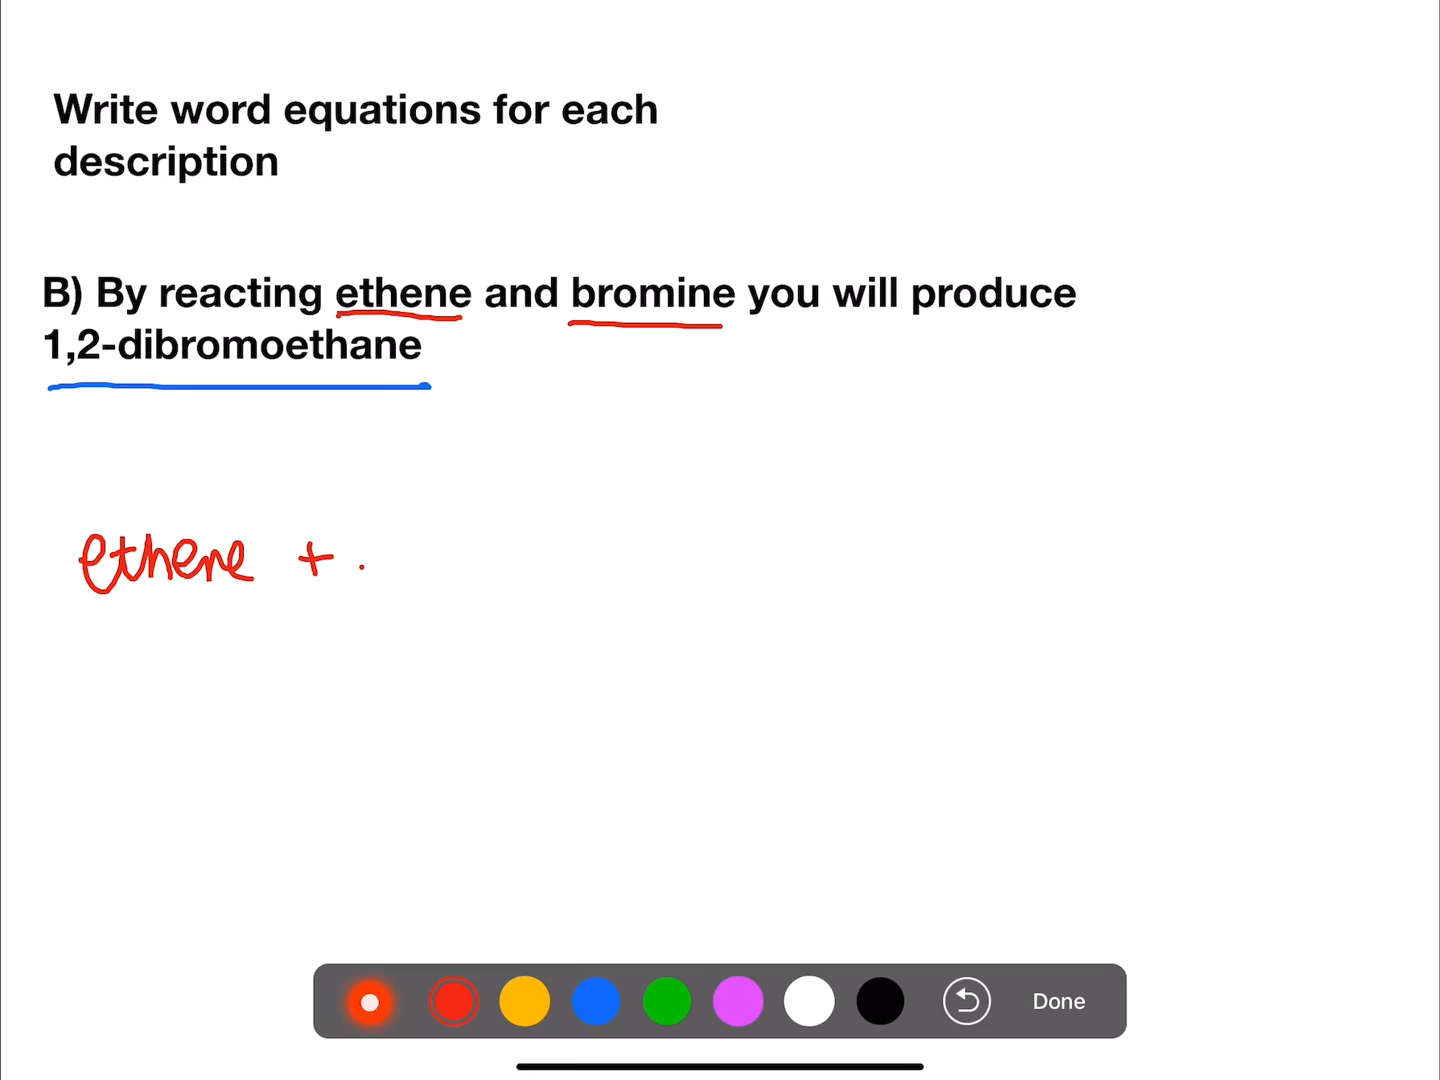 Write word equations for each
description
B) By reacting ethene and bromine you will produce
1,2-dibromoethane
ethene + .
Done